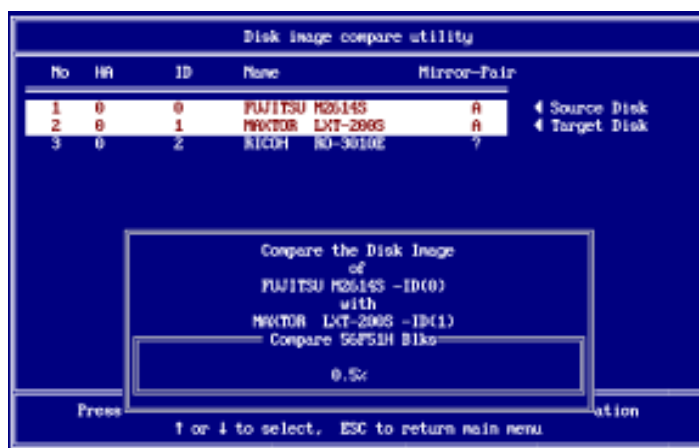 Disk image compare utility
No HA ID Name Mirror-Pair
1 0 0 FUJITSU M2614S A ◄ Source Disk
2 0 1 MAXTOR LXT-200S A ◄ Target Disk
3 0 2 RICOH RO-3010E ?
Compare the Disk Image
of
FUJITSU M2614S -ID(0)
with
MAXTOR LXT-200S -ID(1)
Compare 56F51H Blks
0.5%
Press ation
↑ or ↓ to select, ESC to return main menu